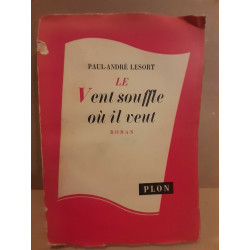 PAUL-ANDRÉ LESORT
LE
Vent souffle
où il veut
ROMAN
PLON